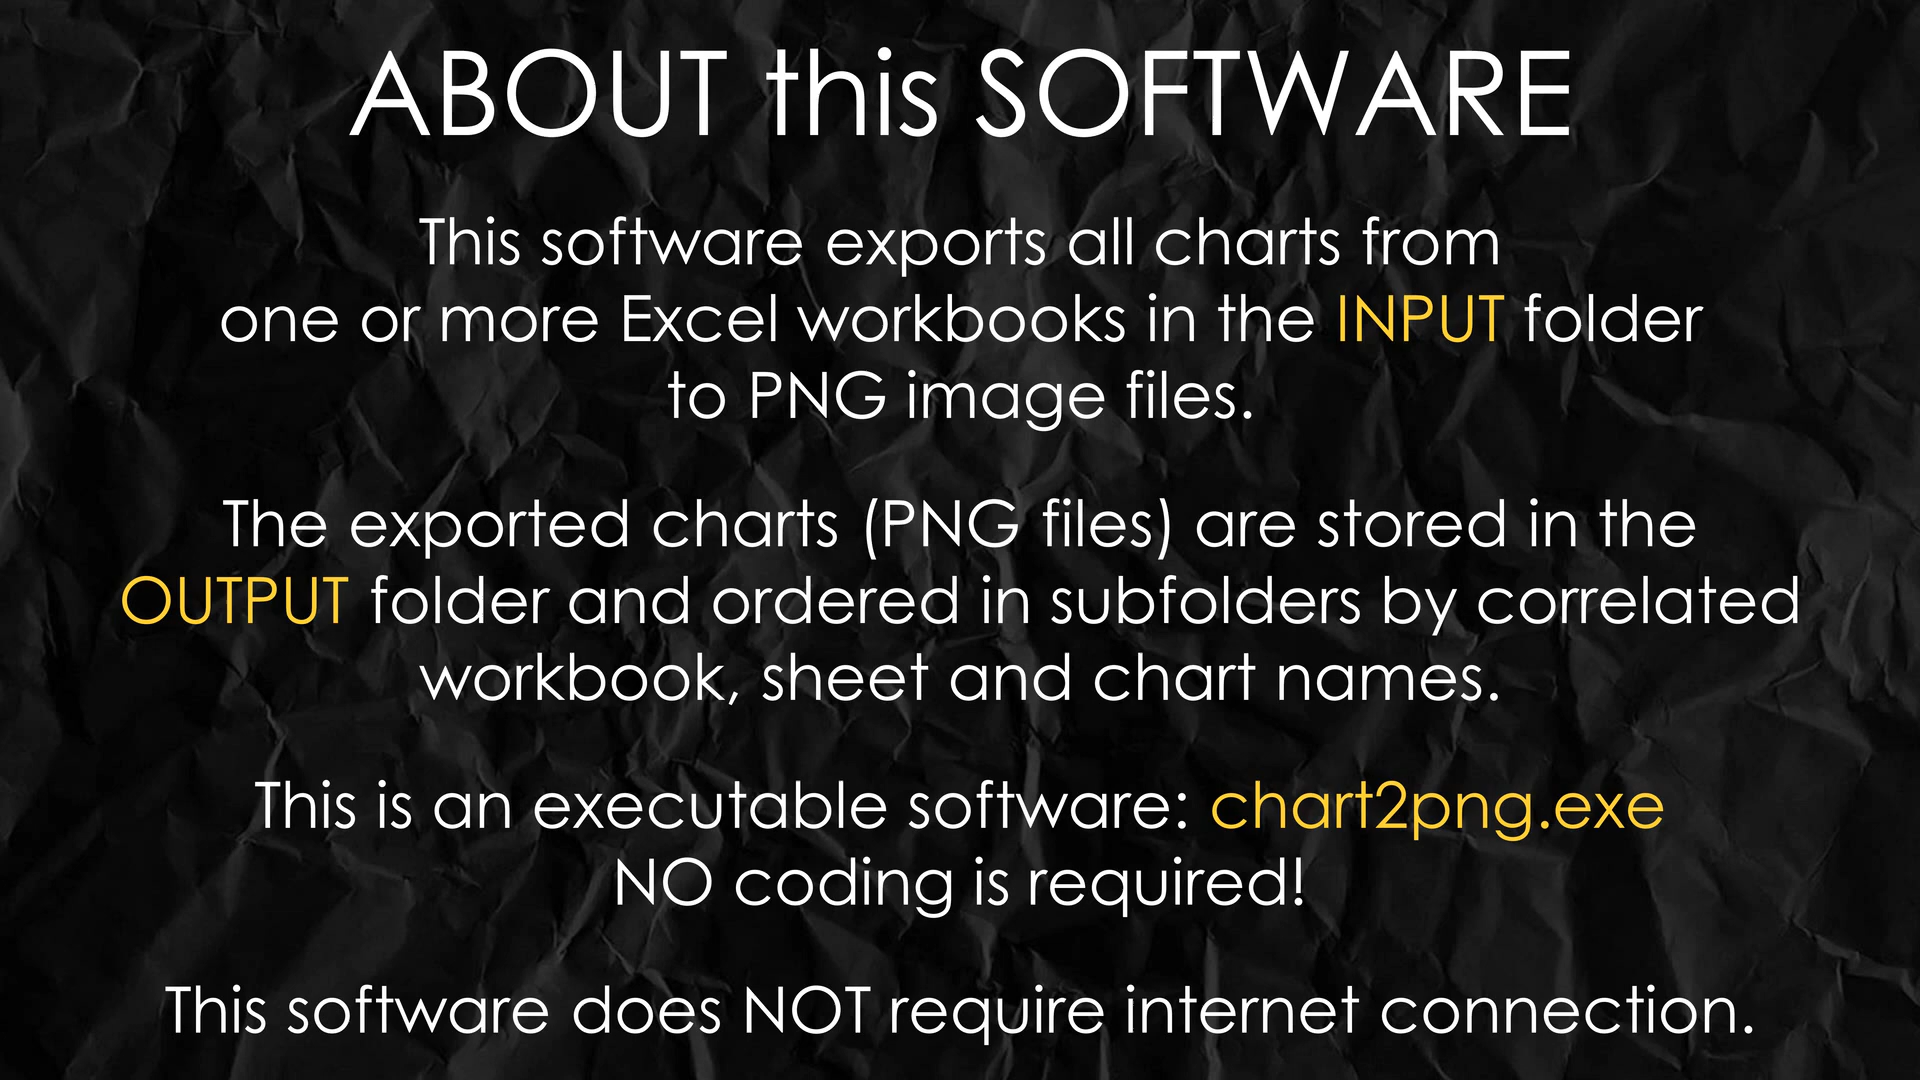 ABOUT this SOFTWARE
This software exports all charts from
one or more Excel workbooks in the INPUT folder
to PNG image files.
The exported charts (PNG files) are stored in the
OUTPUT folder and ordered in subfolders by correlated
workbook, sheet and chart names.
This is an executable software: chart2png.exe
NO coding is required!
This software does NOT require internet connection.